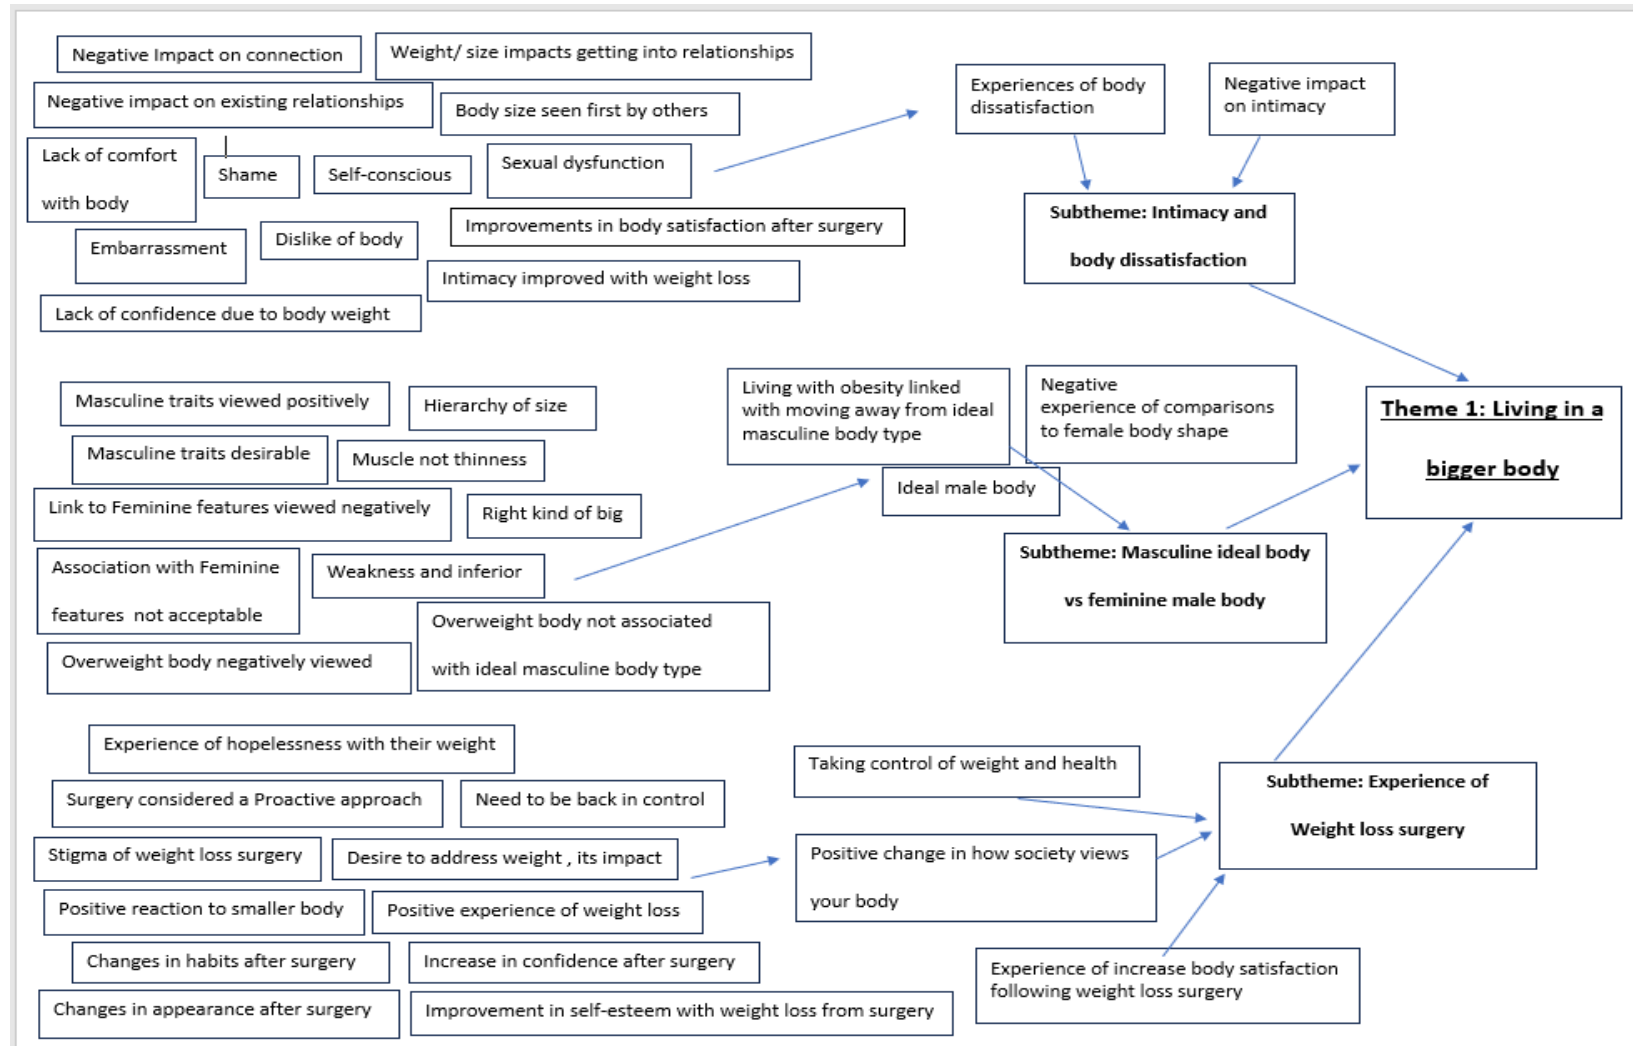 Negative Impact on connection
Weight/ size impacts getting into relationships
Negative impact on existing relationships
Body size seen first by others
Lack of comfort
with body
Shame
Self-conscious
Sexual dysfunction
Improvements in body satisfaction after surgery
Embarrassment
Dislike of body
Intimacy improved with weight loss
Lack of confidence due to body weight
Experiences of body
dissatisfaction
Negative impact
on intimacy
Subtheme: Intimacy and
body dissatisfaction
Masculine traits viewed positively
Hierarchy of size
Masculine traits desirable
Muscle not thinness
Link to Feminine features viewed negatively
Right kind of big
Association with Feminine
features  not acceptable
Weakness and inferior
Overweight body negatively viewed
Overweight body not associated
with ideal masculine body type
Living with obesity linked
with moving away from ideal
masculine body type
Negative
experience of comparisons
to female body shape
Ideal male body
Subtheme: Masculine ideal body
vs feminine male body
Theme 1: Living in a
bigger body
Experience of hopelessness with their weight
Surgery considered a Proactive approach
Need to be back in control
Stigma of weight loss surgery
Desire to address weight , its impact
Positive reaction to smaller body
Positive experience of weight loss
Changes in habits after surgery
Increase in confidence after surgery
Changes in appearance after surgery
Improvement in self-esteem with weight loss from surgery
Taking control of weight and health
Positive change in how society views
your body
Experience of increase body satisfaction
following weight loss surgery
Subtheme: Experience of
Weight loss surgery